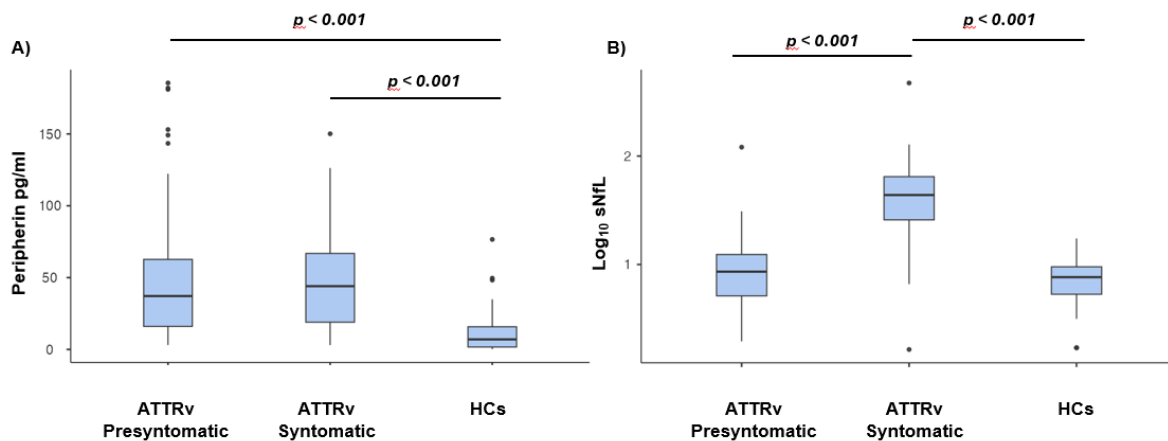 A)
p < 0.001
p < 0.001
Peripherin pg/ml
150
100
50
0
ATTRv
Presyntomatic
ATTRv
Syntomatic
HCs
B)
p < 0.001
p < 0.001
Log₁₀ sNfL
2
1
ATTRv
Presyntomatic
ATTRv
Syntomatic
HCs